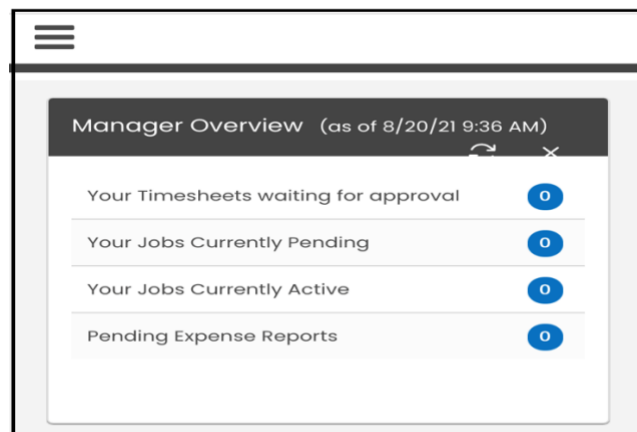 Manager Overview (as of 8/20/21 9:36 AM)
Your Timesheets waiting for approval 0
Your Jobs Currently Pending 0
Your Jobs Currently Active 0
Pending Expense Reports 0